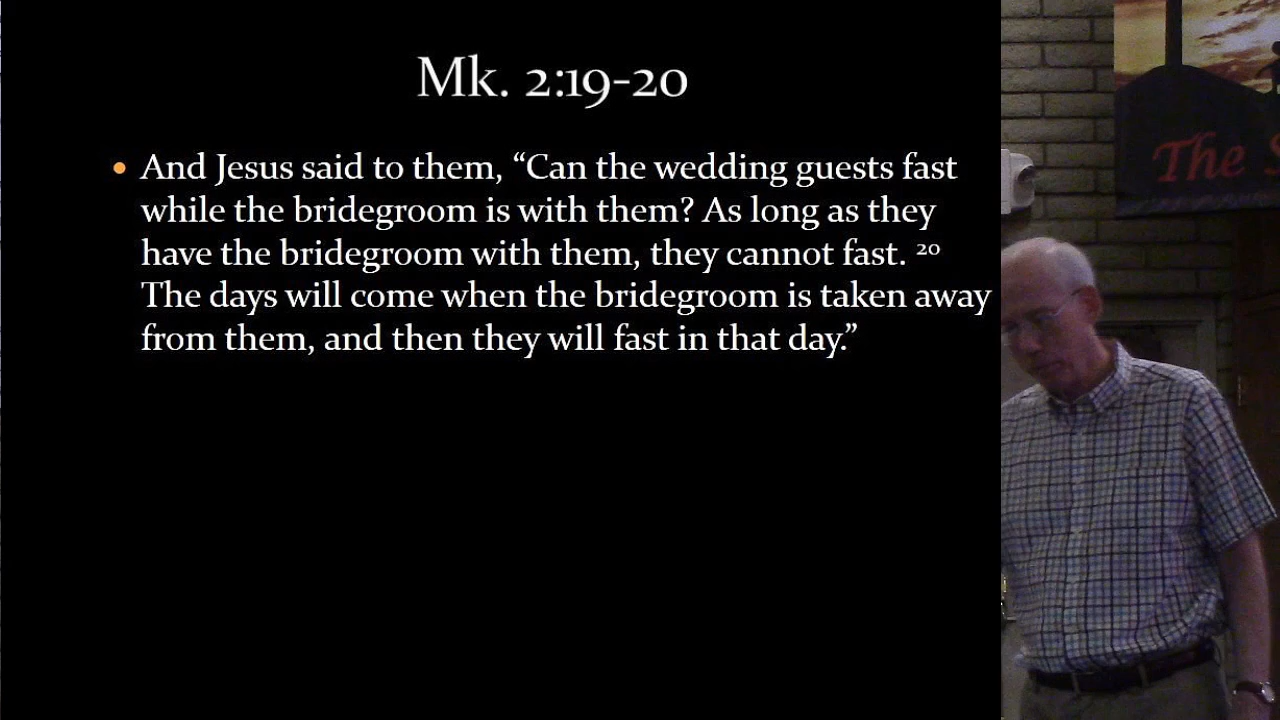 Mk. 2:19-20
• And Jesus said to them, “Can the wedding guests fast
while the bridegroom is with them? As long as they
have the bridegroom with them, they cannot fast. 20
The days will come when the bridegroom is taken away
from them, and then they will fast in that day.”
The